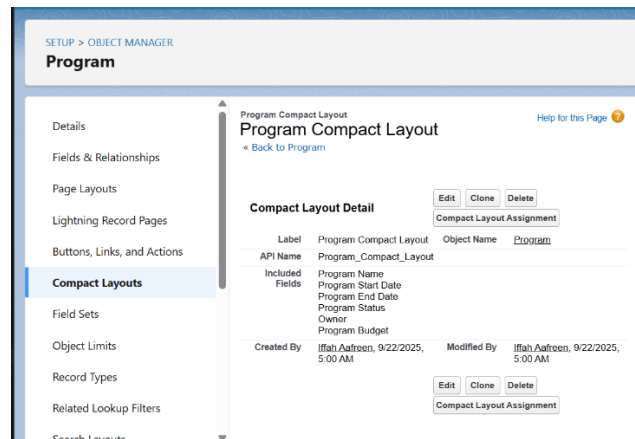 SETUP > OBJECT MANAGER
Program
Details
Fields & Relationships
Page Layouts
Lightning Record Pages
Buttons, Links, and Actions
Compact Layouts
Field Sets
Object Limits
Record Types
Related Lookup Filters
Search Layouts
Program Compact Layout
Program Compact Layout
Help for this Page ?
« Back to Program
Compact Layout Detail
Edit Clone Delete
Compact Layout Assignment
Label Program Compact Layout Object Name Program
API Name Program_Compact_Layout
Included Fields Program Name
Program Start Date
Program End Date
Program Status
Owner
Program Budget
Created By Iffah Aafreen, 9/22/2025, 5:00 AM Modified By Iffah Aafreen, 9/22/2025, 5:00 AM
Edit Clone Delete
Compact Layout Assignment